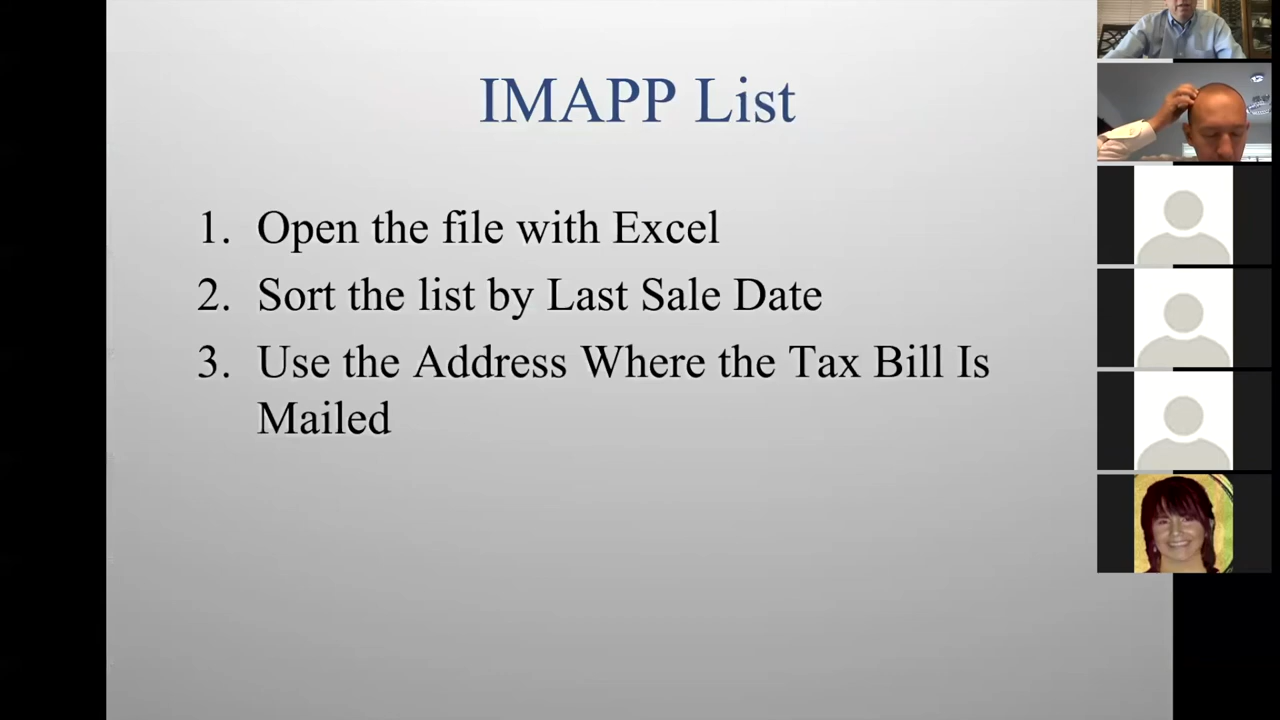 IMAPP List
1. Open the file with Excel
2. Sort the list by Last Sale Date
3. Use the Address Where the Tax Bill Is
Mailed